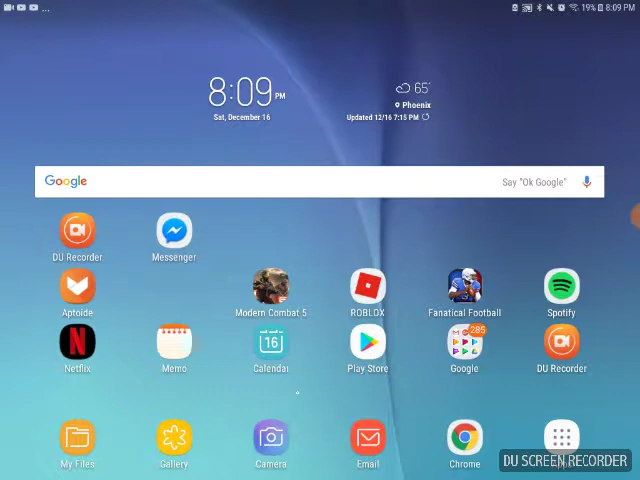 ... 19% 8:09 PM
8:09 PM
65°
Phoenix
Sat, December 16
Updated 12/16 7:15 PM
Google
Say "Ok Google"
DU Recorder
Messenger
Aptoide
Modern Combat 5
ROBLOX
Fanatical Football
Spotify
N
16
285
Netflix
Memo
Calendar
Play Store
Google
DU Recorder
My Files
Gallery
Camera
Email
Chrome
DU SCREEN RECORDER